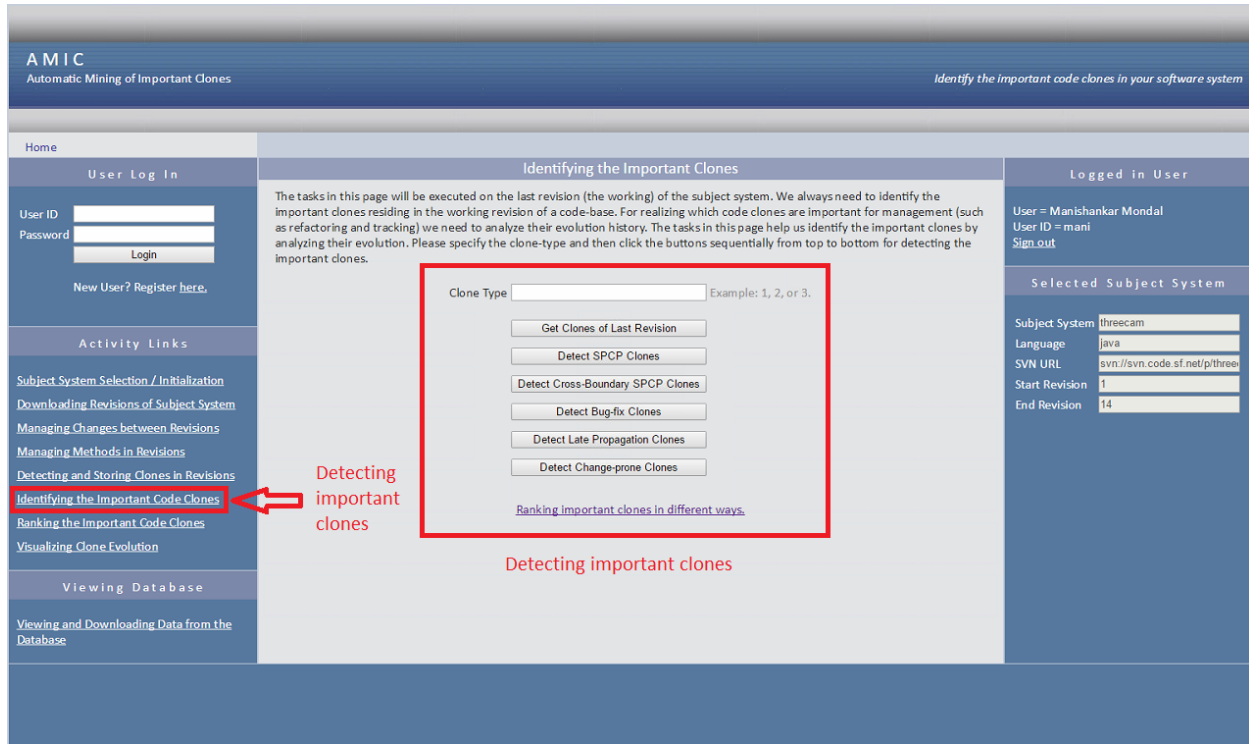 AMIC
Automatic Mining of Important Clones
Identify the important code clones in your software system
Home
User Log In
User ID
Password
Login
New User? Register here.
Activity Links
Subject System Selection / Initialization
Downloading Revisions of Subject System
Managing Changes between Revisions
Managing Methods in Revisions
Detecting and Storing Clones in Revisions
Identifying the Important Code Clones
Ranking the Important Code Clones
Visualizing Clone Evolution
Viewing Database
Viewing and Downloading Data from the
Database
Identifying the Important Clones
The tasks in this page will be executed on the last revision (the working) of the subject system. We always need to identify the
important clones residing in the working revision of a code-base. For realizing which code clones are important for management (such
as refactoring and tracking) we need to analyze their evolution history. The tasks in this page help us identify the important clones by
analyzing their evolution. Please specify the clone-type and then click the buttons sequentially from top to bottom for detecting the
important clones.
Clone Type
Example: 1, 2, or 3.
Get Clones of Last Revision
Detect SPCP Clones
Detect Cross-Boundary SPCP Clones
Detect Bug-fix Clones
Detect Late Propagation Clones
Detect Change-prone Clones
Ranking important clones in different ways.
Detecting
important
clones
Detecting important clones
Logged in User
User = Manishankar Mondal
User ID = mani
Sign out
Selected Subject System
Subject System threecam
Language java
SVN URL svn://svn.code.sf.net/p/three
Start Revision 1
End Revision 14